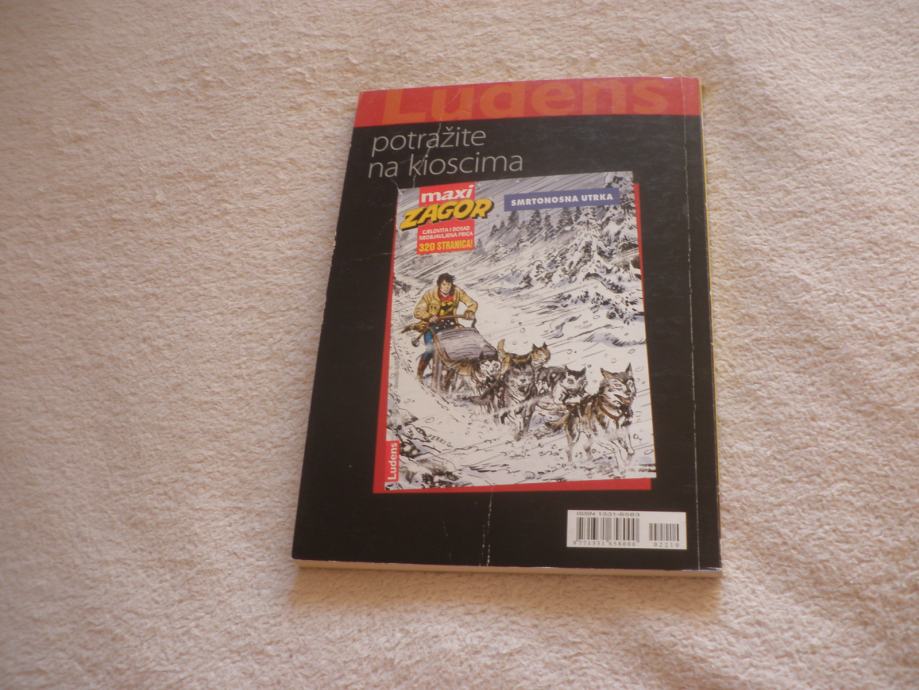 Ludens
potražite
na kioscima
maxi
ZAGOR
SMRTONOSNA UTRKA
CJELOVITA I DOSAD
NEOBJAVLJENA PRIČA
320 STRANICA!
Ludens